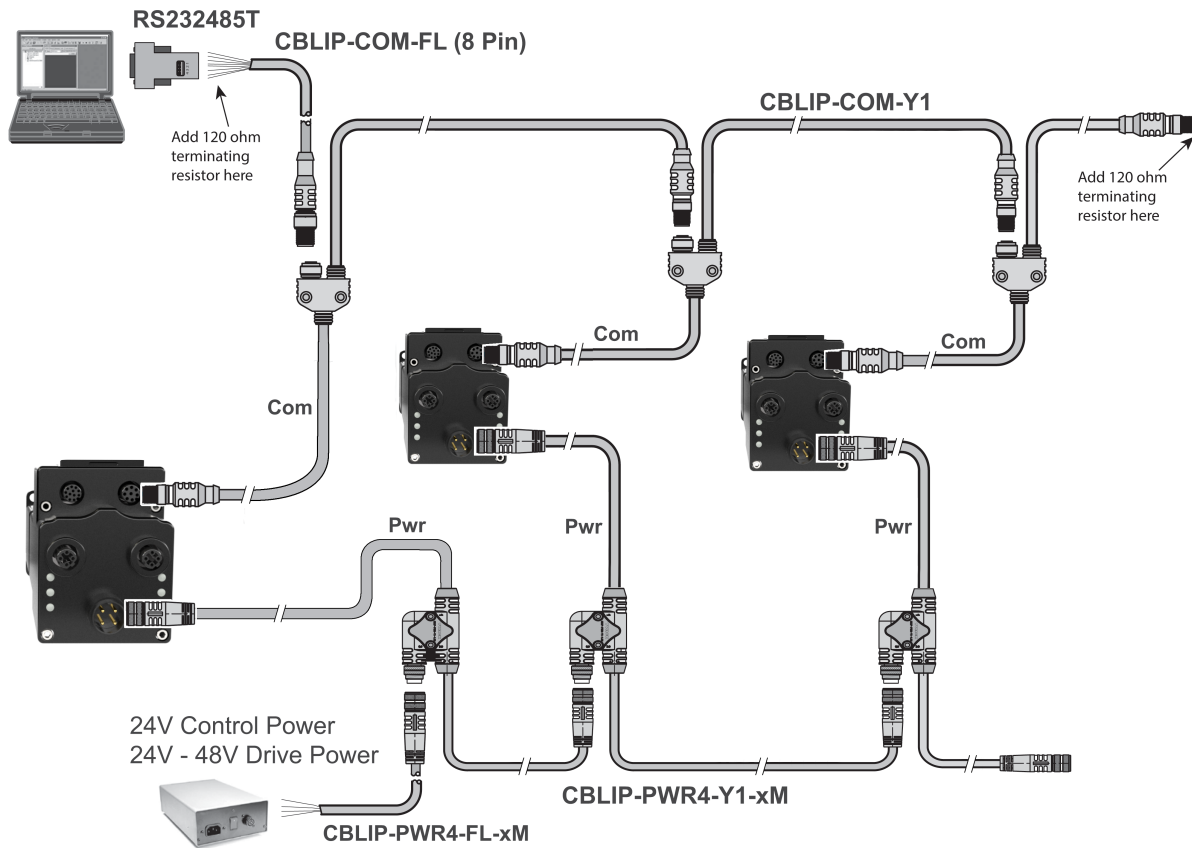 RS232485T
CBLIP-COM-FL (8 Pin)
CBLIP-COM-Y1
Add 120 ohm
terminating
resistor here
Add 120 ohm
terminating
resistor here
Com
Com
Com
Pwr
Pwr
Pwr
24V Control Power
24V - 48V Drive Power
CBLIP-PWR4-Y1-xM
CBLIP-PWR4-FL-xM